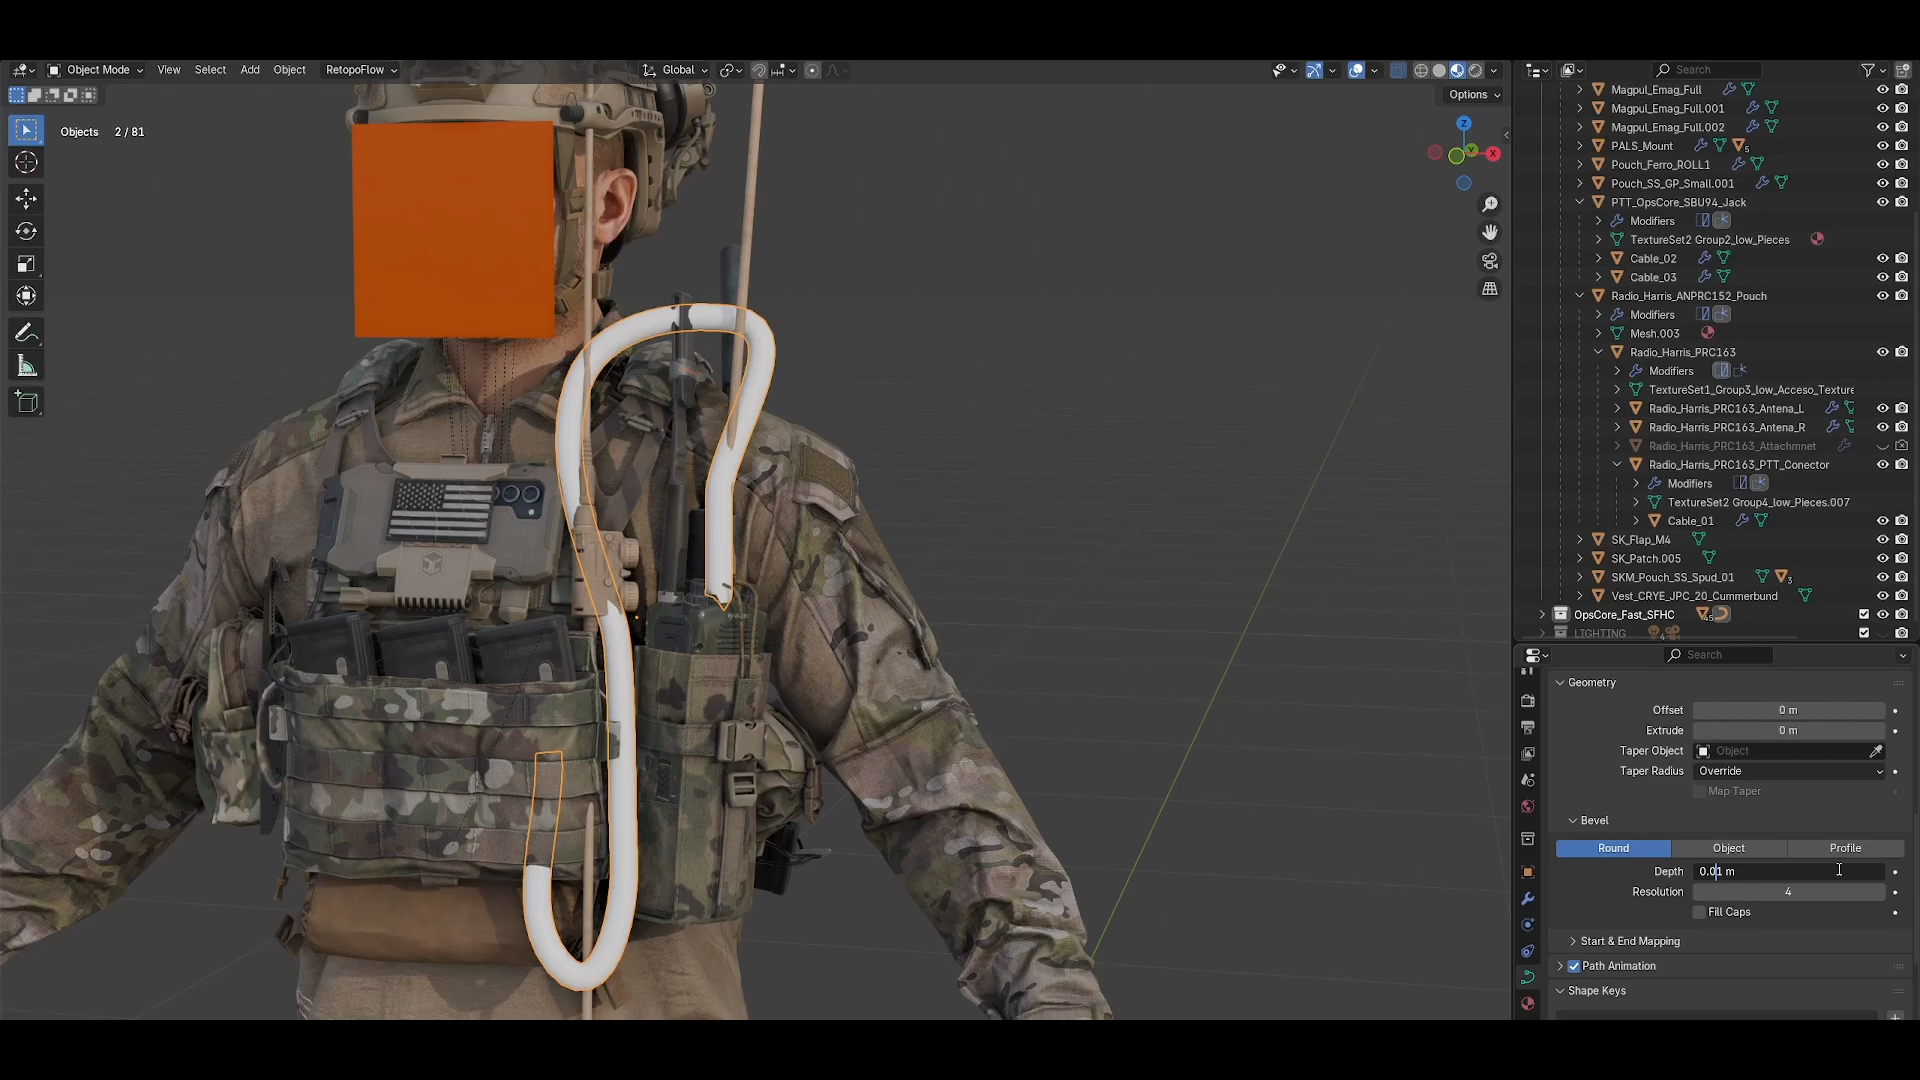 Object Mode
View
Select
Add
Object
RetopoFlow
Global
Search
Options
Objects 2 / 81
Z
Y
X
Magpul_Emag_Full
Magpul_Emag_Full.001
Magpul_Emag_Full.002
PALS_Mount 5
Pouch_Ferro_ROLL1
Pouch_SS_GP_Small.001
PTT_OpsCore_SBU94_Jack
Modifiers
TextureSet2 Group2_low_Pieces
Cable_02
Cable_03
Radio_Harris_ANPRC152_Pouch
Modifiers
Mesh.003
Radio_Harris_PRC163
Modifiers
TextureSet1_Group3_low_Acceso_Texture
Radio_Harris_PRC163_Antena_L
Radio_Harris_PRC163_Antena_R
Radio_Harris_PRC163_Attachmnet
Radio_Harris_PRC163_PTT_Conector
Modifiers
TextureSet2 Group4_low_Pieces.007
Cable_01
SK_Flap_M4
SK_Patch.005
SKM_Pouch_SS_Spud_01 3
Vest_CRYE_JPC_20_Cummerbund
OpsCore_Fast_SFHC 45
LIGHTING 4
Search
Geometry
Offset 0 m
Extrude 0 m
Taper Object Object
Taper Radius Override
Map Taper
Bevel
Round Object Profile
Depth 0.01 m
Resolution 4
Fill Caps
Start & End Mapping
Path Animation
Shape Keys